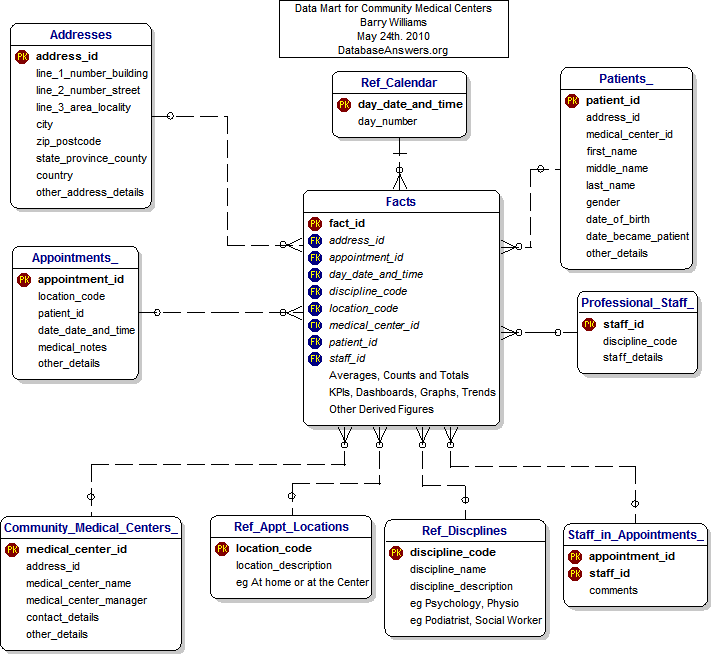 Data Mart for Community Medical Centers
Barry Williams
May 24th. 2010
DatabaseAnswers.org
Addresses
PK address_id
line_1_number_building
line_2_number_street
line_3_area_locality
city
zip_postcode
state_province_county
country
other_address_details
Ref_Calendar
PK day_date_and_time
day_number
Patients_
PK patient_id
address_id
medical_center_id
first_name
middle_name
last_name
gender
date_of_birth
date_became_patient
other_details
Appointments_
PK appointment_id
location_code
patient_id
date_date_and_time
medical_notes
other_details
Facts
PK fact_id
Fk address_id
Fk appointment_id
Fk day_date_and_time
Fk discipline_code
Fk location_code
Fk medical_center_id
Fk patient_id
Fk staff_id
Averages, Counts and Totals
KPIs, Dashboards, Graphs, Trends
Other Derived Figures
Professional_Staff_
PK staff_id
discipline_code
staff_details
Community_Medical_Centers_
PK medical_center_id
address_id
medical_center_name
medical_center_manager
contact_details
other_details
Ref_Appt_Locations
PK location_code
location_description
eg At home or at the Center
Ref_Discplines
PK discipline_code
discipline_name
discipline_description
eg Psychology, Physio
eg Podiatrist, Social Worker
Staff_in_Appointments_
PK appointment_id
PK staff_id
comments